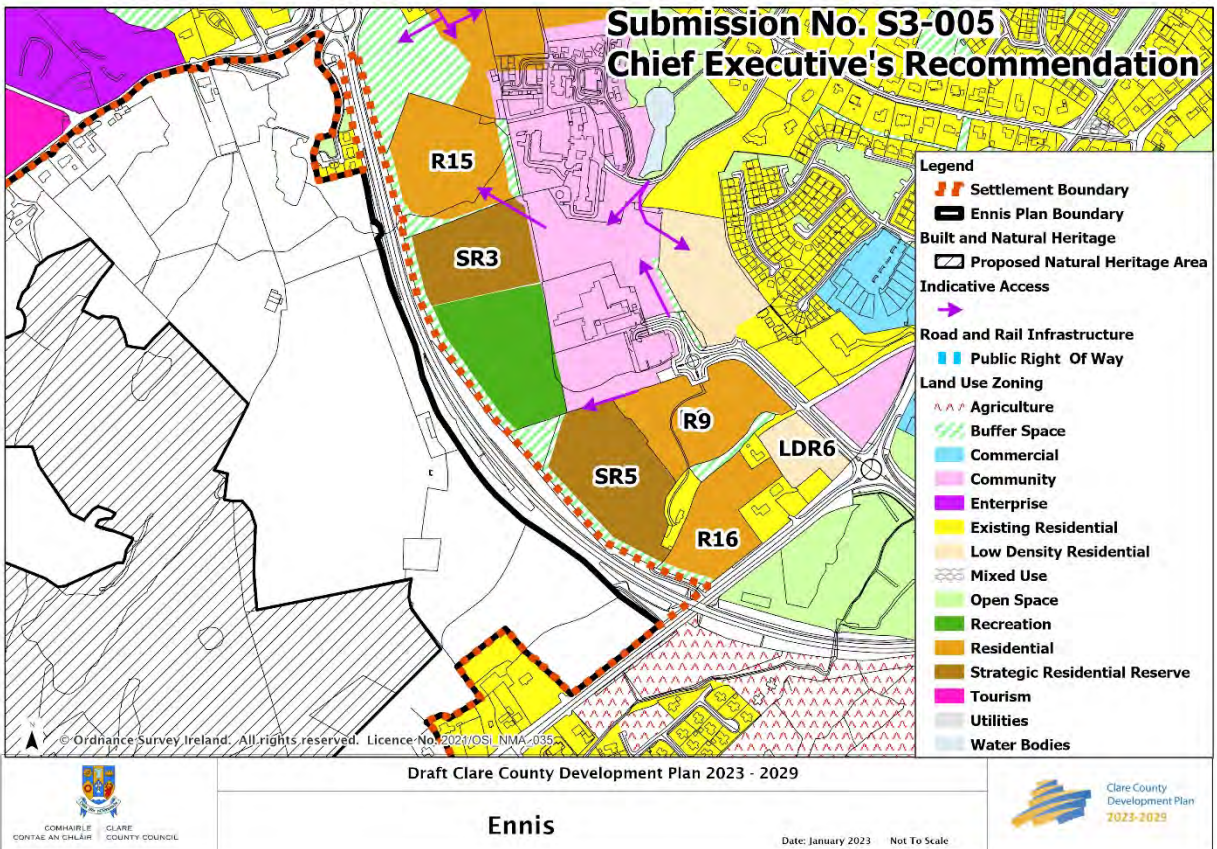 Submission No. S3-005
Chief Executive's Recommendation
R15
SR3
R9
LDR6
SR5
R16
Legend
Settlement Boundary
Ennis Plan Boundary
Built and Natural Heritage
Proposed Natural Heritage Area
Indicative Access
Road and Rail Infrastructure
Public Right Of Way
Land Use Zoning
Agriculture
Buffer Space
Commercial
Community
Enterprise
Existing Residential
Low Density Residential
Mixed Use
Open Space
Recreation
Residential
Strategic Residential Reserve
Tourism
Utilities
Water Bodies
© Ordnance Survey Ireland. All rights reserved. Licence No. 2021/OSi_NMA_035
Draft Clare County Development Plan 2023 - 2029
Ennis
Date: January 2023 Not To Scale
COMHAIRLE CONTAE AN CHLÁIR
CLARE COUNTY COUNCIL
Clare County
Development Plan
2023-2029